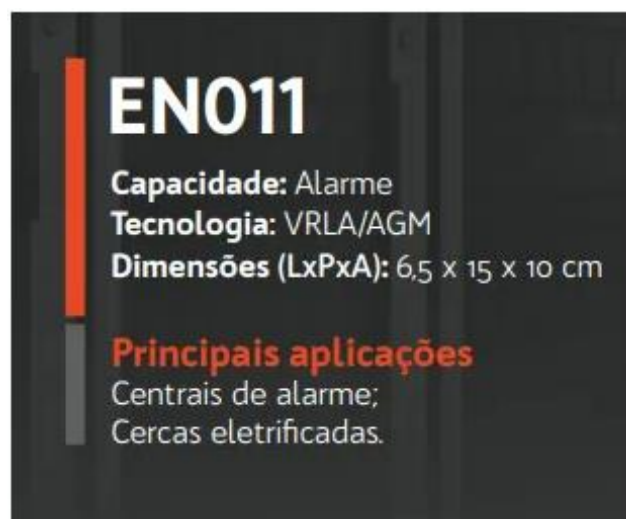 EN011
Capacidade: Alarme
Tecnologia: VRLA/AGM
Dimensões (LxPxA): 6,5 x 15 x 10 cm
Principais aplicações
Centrais de alarme;
Cercas eletrificadas.